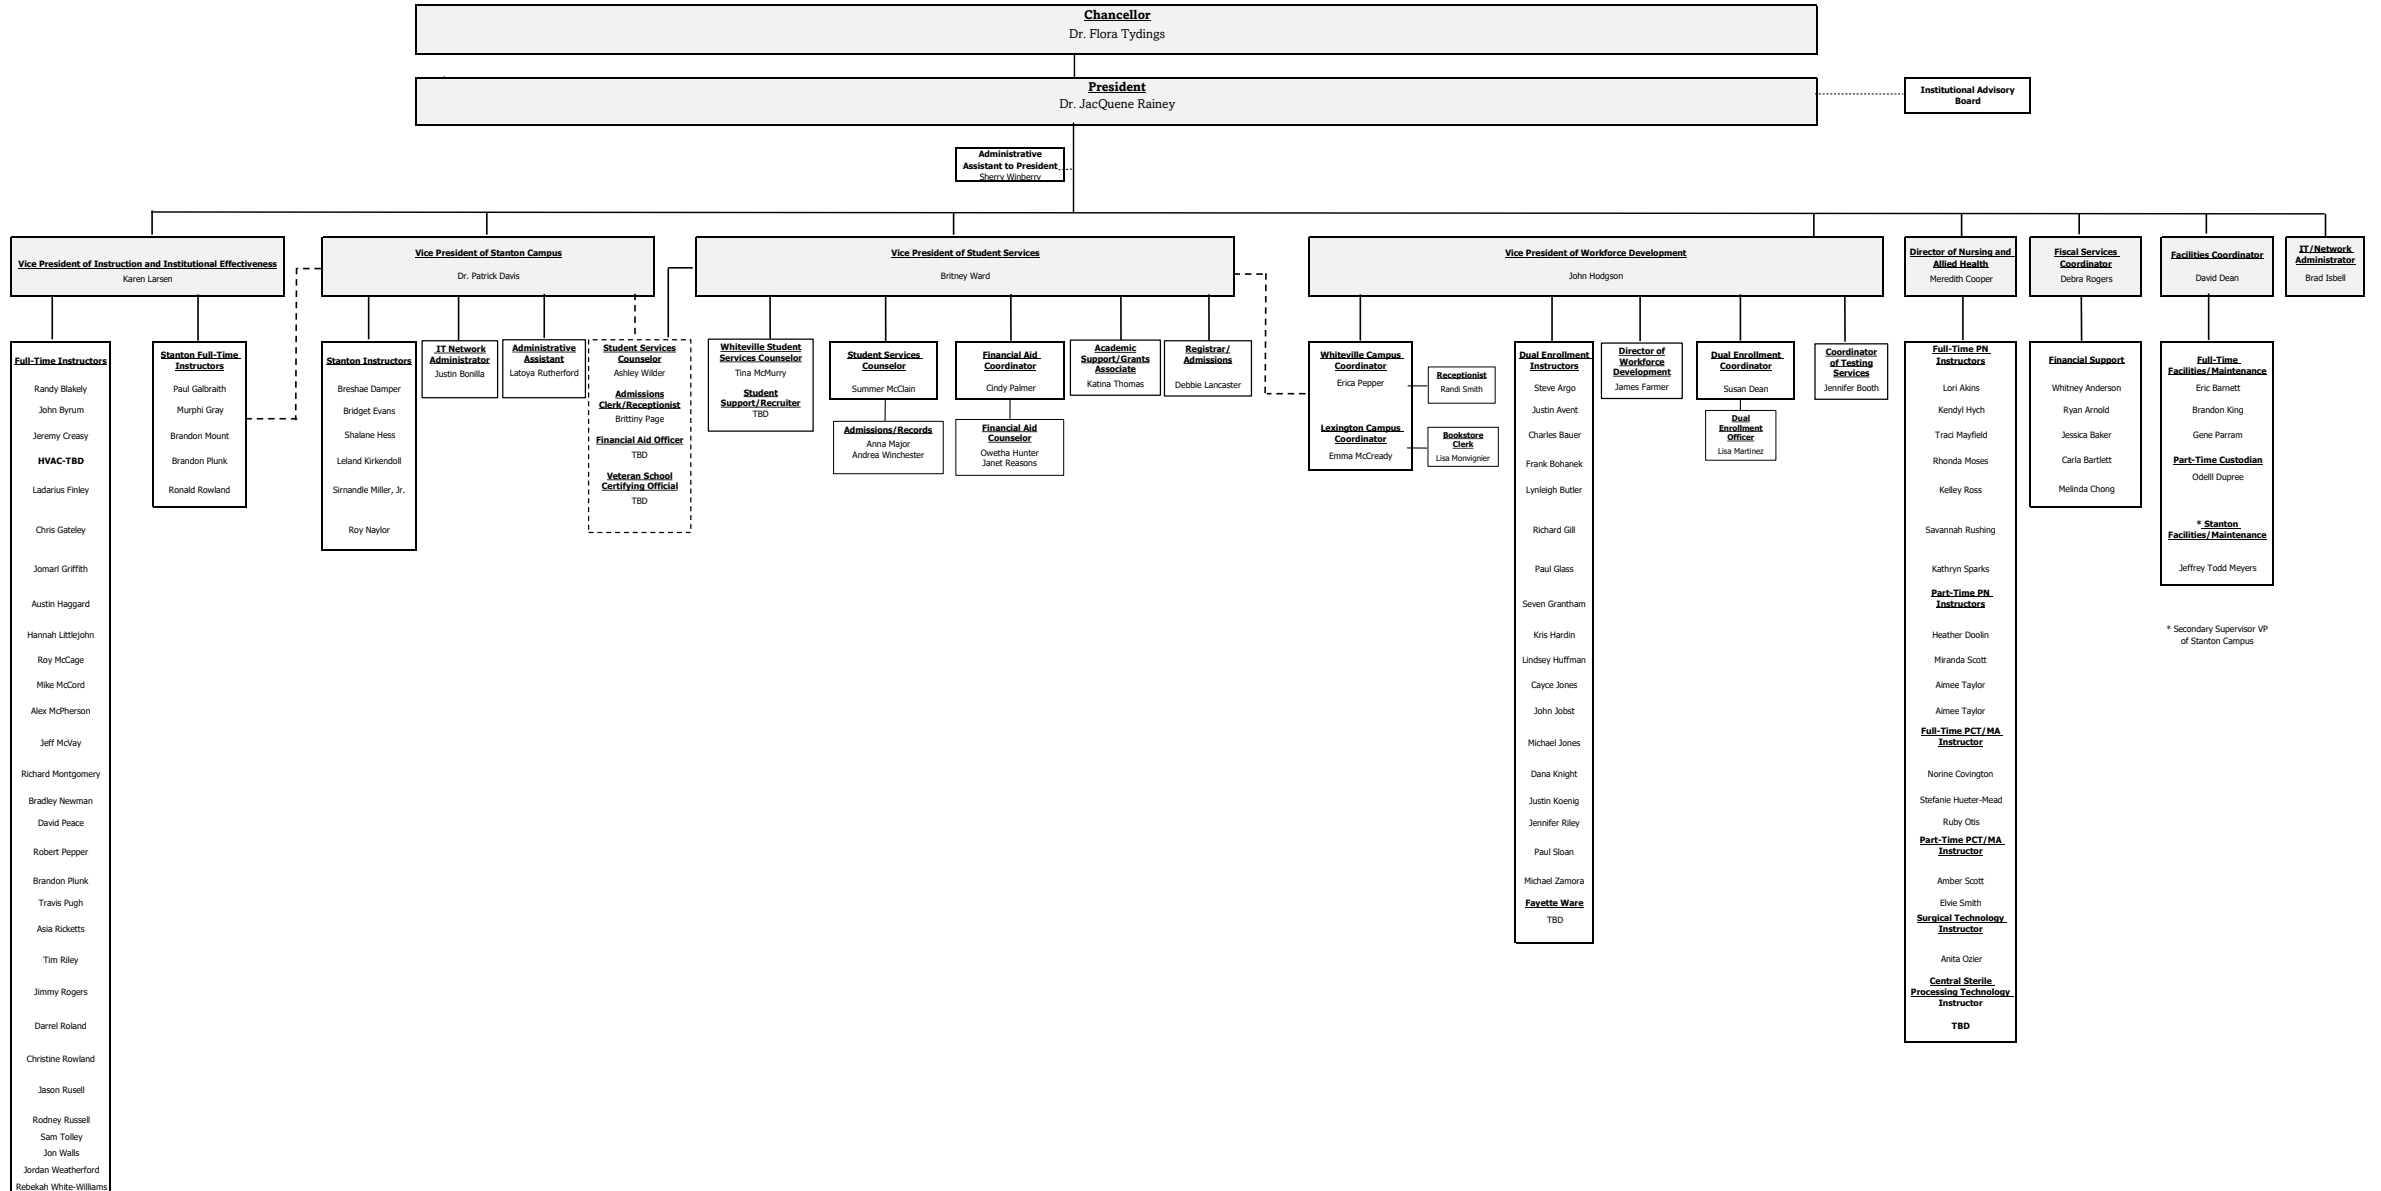 Chancellor
Dr. Flora Tydings
President
Dr. JacQuene Rainey
Institutional Advisory
Board
Administrative
Assistant to President
Sherry Winberry
Vice President of Instruction and Institutional Effectiveness
Karen Larsen
Vice President of Stanton Campus
Dr. Patrick Davis
Vice President of Student Services
Britney Ward
Vice President of Workforce Development
John Hodgson
Director of Nursing and
Allied Health
Meredith Cooper
Fiscal Services
Coordinator
Debra Rogers
Facilities Coordinator
David Dean
IT/Network
Administrator
Brad Isbell
Full-Time Instructors
Randy Blakely
John Byrum
Jeremy Creasy
HVAC-TBD
Ladarius Finley
Chris Gateley
Jomarl Griffith
Austin Haggard
Hannah Littlejohn
Roy McCage
Mike McCord
Alex McPherson
Jeff McVay
Richard Montgomery
Bradley Newman
David Peace
Robert Pepper
Brandon Plunk
Travis Pugh
Asia Ricketts
Tim Riley
Jimmy Rogers
Darrel Roland
Christine Rowland
Jason Rusell
Rodney Russell
Sam Tolley
Jon Walls
Jordan Weatherford
Rebekah White-Williams
Stanton Full-Time
Instructors
Paul Galbraith
Murphi Gray
Brandon Mount
Brandon Plunk
Ronald Rowland
Stanton Instructors
Breshae Damper
Bridget Evans
Shalane Hess
Leland Kirkendoll
Sirnandle Miller, Jr.
Roy Naylor
IT Network
Administrator
Justin Bonilla
Administrative
Assistant
Latoya Rutherford
Student Services
Counselor
Ashley Wilder
Admissions
Clerk/Receptionist
Brittiny Page
Financial Aid Officer
TBD
Veteran School
Certifying Official
TBD
Whiteville Student
Services Counselor
Tina McMurry
Student
Support/Recruiter
TBD
Student Services
Counselor
Summer McClain
Admissions/Records
Anna Major
Andrea Winchester
Financial Aid
Coordinator
Cindy Palmer
Financial Aid
Counselor
Owetha Hunter
Janet Reasons
Academic
Support/Grants
Associate
Katina Thomas
Registrar/
Admissions
Debbie Lancaster
Whiteville Campus
Coordinator
Erica Pepper
Lexington Campus
Coordinator
Emma McCready
Receptionist
Randi Smith
Bookstore
Clerk
Lisa Monvignier
Dual Enrollment
Instructors
Steve Argo
Justin Avent
Charles Bauer
Frank Bohanek
Lynleigh Butler
Richard Gill
Paul Glass
Seven Grantham
Kris Hardin
Lindsey Huffman
Cayce Jones
John Jobst
Michael Jones
Dana Knight
Justin Koenig
Jennifer Riley
Paul Sloan
Michael Zamora
Fayette Ware
TBD
Director of
Workforce
Development
James Farmer
Dual Enrollment
Coordinator
Susan Dean
Dual
Enrollment
Officer
Lisa Martinez
Coordinator
of Testing
Services
Jennifer Booth
Full-Time PN
Instructors
Lori Akins
Kendyl Hych
Traci Mayfield
Rhonda Moses
Kelley Ross
Savannah Rushing
Kathryn Sparks
Part-Time PN
Instructors
Heather Doolin
Miranda Scott
Aimee Taylor
Aimee Taylor
Full-Time PCT/MA
Instructor
Norine Covington
Stefanie Hueter-Mead
Ruby Otis
Part-Time PCT/MA
Instructor
Amber Scott
Elvie Smith
Surgical Technology
Instructor
Anita Ozier
Central Sterile
Processing Technology
Instructor
TBD
Financial Support
Whitney Anderson
Ryan Arnold
Jessica Baker
Carla Bartlett
Melinda Chong
Full-Time
Facilities/Maintenance
Eric Barnett
Brandon King
Gene Parram
Part-Time Custodian
Odelll Dupree
* Stanton
Facilities/Maintenance
Jeffrey Todd Meyers
* Secondary Supervisor VP
of Stanton Campus